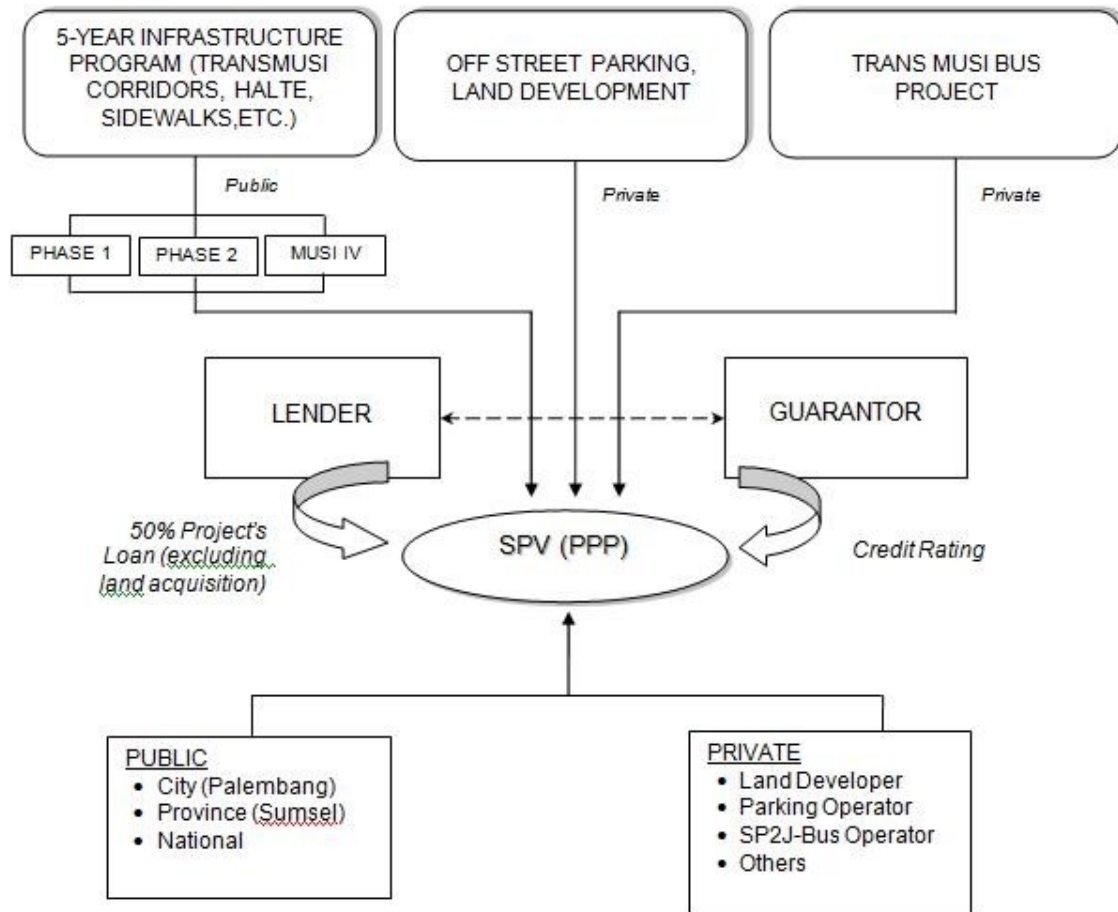 5-YEAR INFRASTRUCTURE
PROGRAM (TRANSMUSI
CORRIDORS, HALTE,
SIDEWALKS,ETC.)
OFF STREET PARKING,
LAND DEVELOPMENT
TRANS MUSI BUS
PROJECT
Public
Private
Private
PHASE 1
PHASE 2
MUSI IV
LENDER
GUARANTOR
50% Project's
Loan (excluding
land acquisition)
SPV (PPP)
Credit Rating
PUBLIC
• City (Palembang)
• Province (Sumsel)
• National
PRIVATE
• Land Developer
• Parking Operator
• SP2J-Bus Operator
• Others